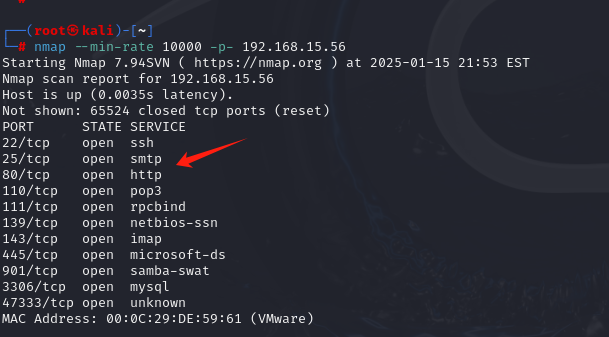 ┌──(root㉿kali)-[~]
└─# nmap --min-rate 10000 -p- 192.168.15.56
Starting Nmap 7.94SVN ( https://nmap.org ) at 2025-01-15 21:53 EST
Nmap scan report for 192.168.15.56
Host is up (0.0035s latency).
Not shown: 65524 closed tcp ports (reset)
PORT      STATE SERVICE
22/tcp    open  ssh
25/tcp    open  smtp
80/tcp    open  http
110/tcp   open  pop3
111/tcp   open  rpcbind
139/tcp   open  netbios-ssn
143/tcp   open  imap
445/tcp   open  microsoft-ds
901/tcp   open  samba-swat
3306/tcp  open  mysql
47333/tcp open  unknown
MAC Address: 00:0C:29:DE:59:61 (VMware)